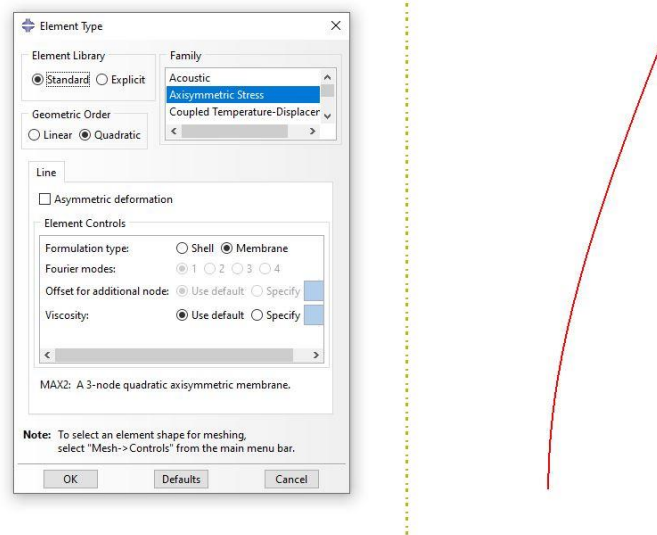 Element Type
Element Library
Standard Explicit
Geometric Order
Linear Quadratic
Family
Acoustic
Axisymmetric Stress
Coupled Temperature-Displacer
Line
Asymmetric deformation
Element Controls
Formulation type: Shell Membrane
Fourier modes: 1 2 3 4
Offset for additional node: Use default Specify
Viscosity: Use default Specify
MAX2: A 3-node quadratic axisymmetric membrane.
Note: To select an element shape for meshing,
select "Mesh->Controls" from the main menu bar.
OK Defaults Cancel